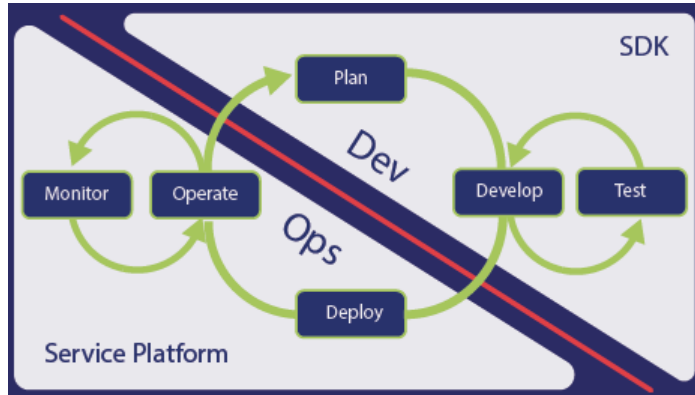 SDK
Plan
Dev
Monitor
Operate
Develop
Test
Ops
Deploy
Service Platform